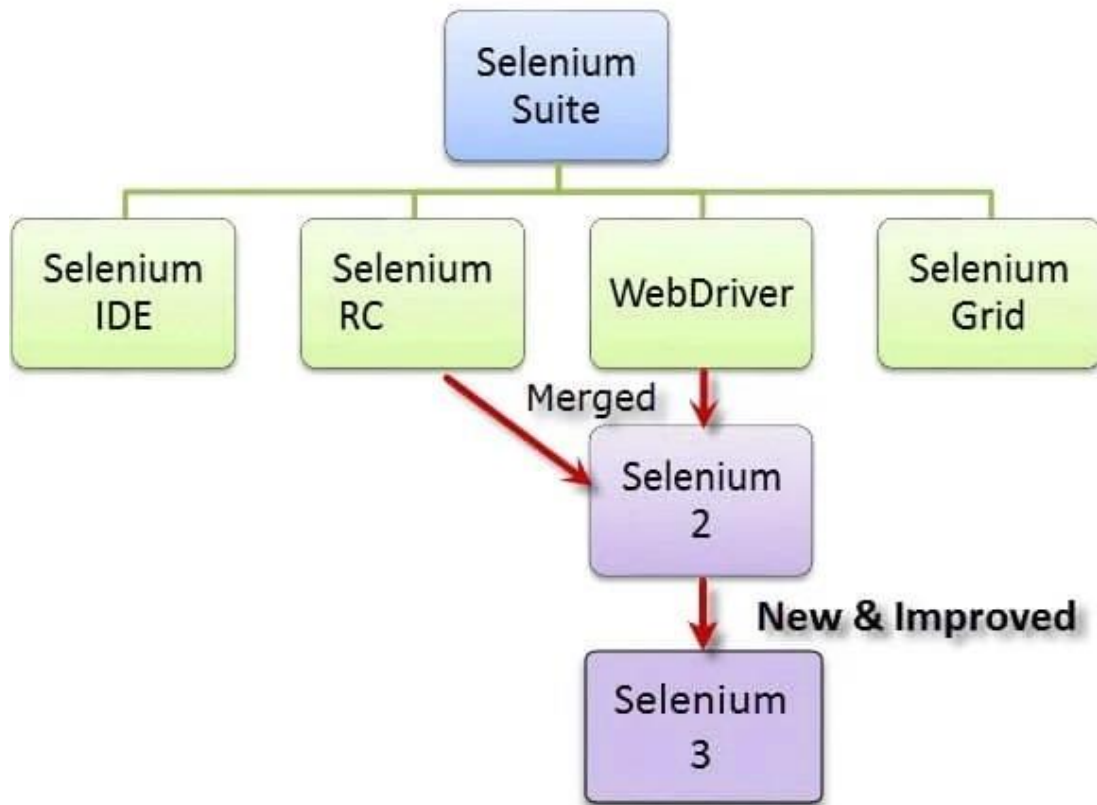 Selenium
Suite
Selenium
IDE
Selenium
RC
WebDriver
Selenium
Grid
Merged
Selenium
2
New & Improved
Selenium
3